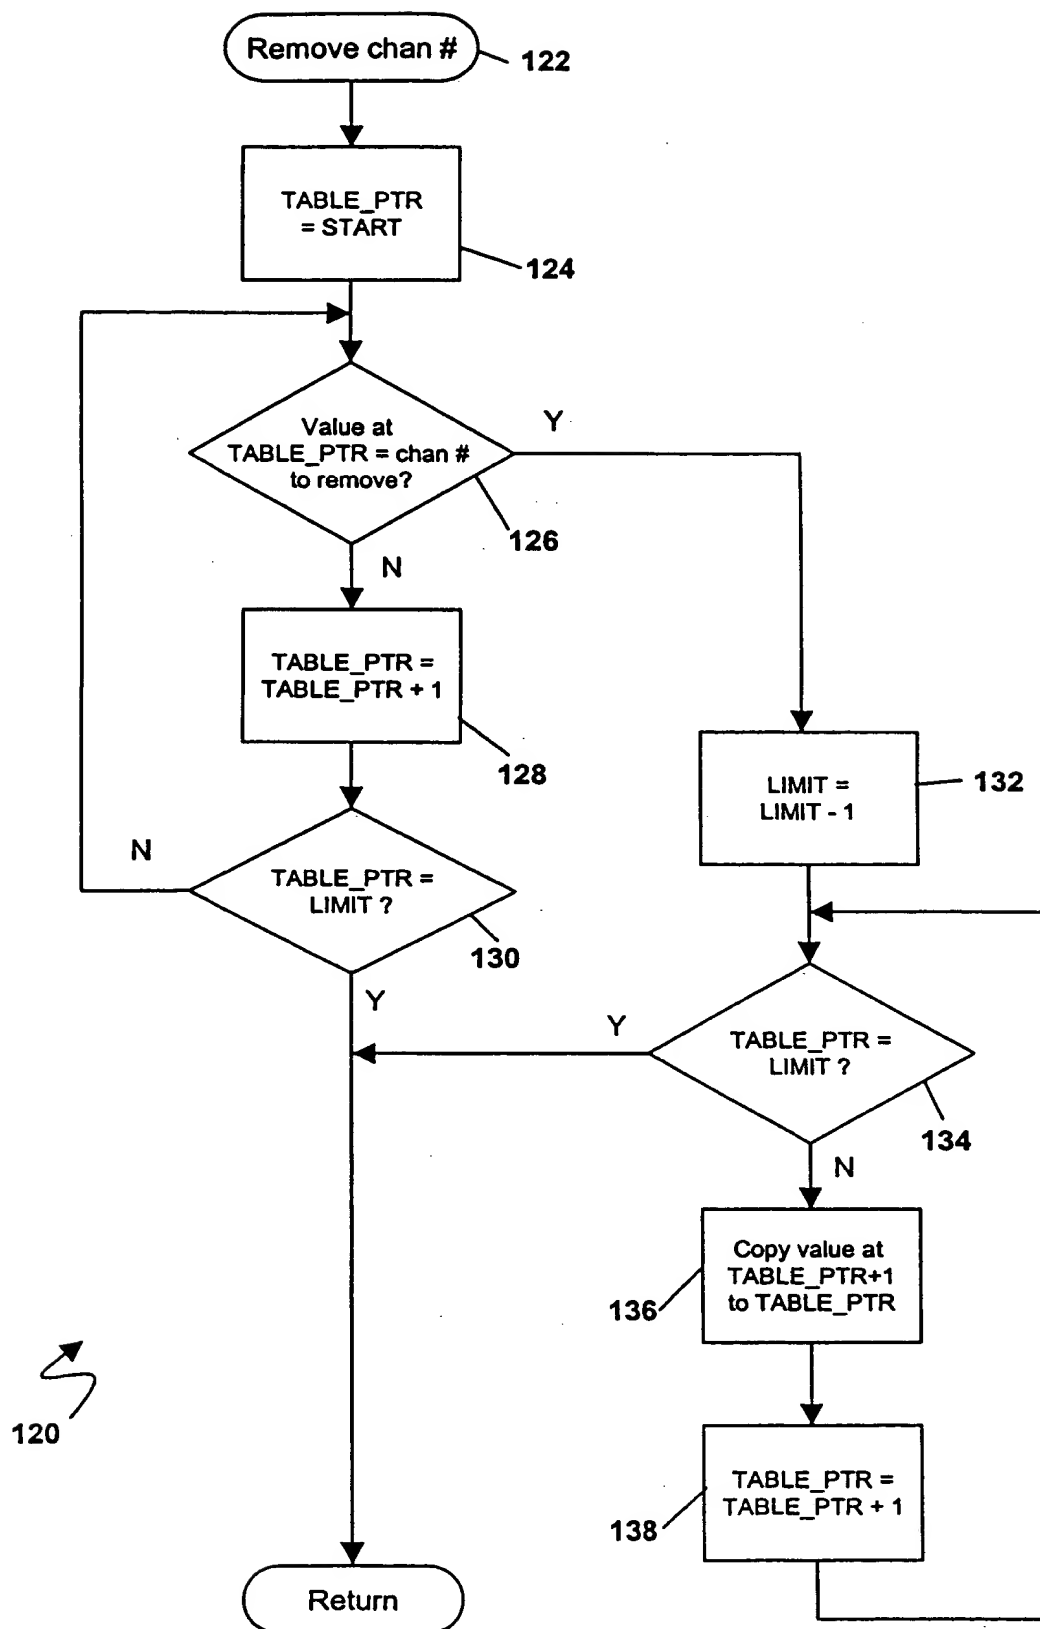 Remove chan #
122
TABLE_PTR
= START
124
Value at
TABLE_PTR = chan #
to remove?
Y
126
N
TABLE_PTR =
TABLE_PTR + 1
128
LIMIT =
LIMIT - 1
132
N
TABLE_PTR =
LIMIT ?
130
Y
Y
TABLE_PTR =
LIMIT ?
134
N
Copy value at
TABLE_PTR+1
to TABLE_PTR
136
120
TABLE_PTR =
TABLE_PTR + 1
138
Return